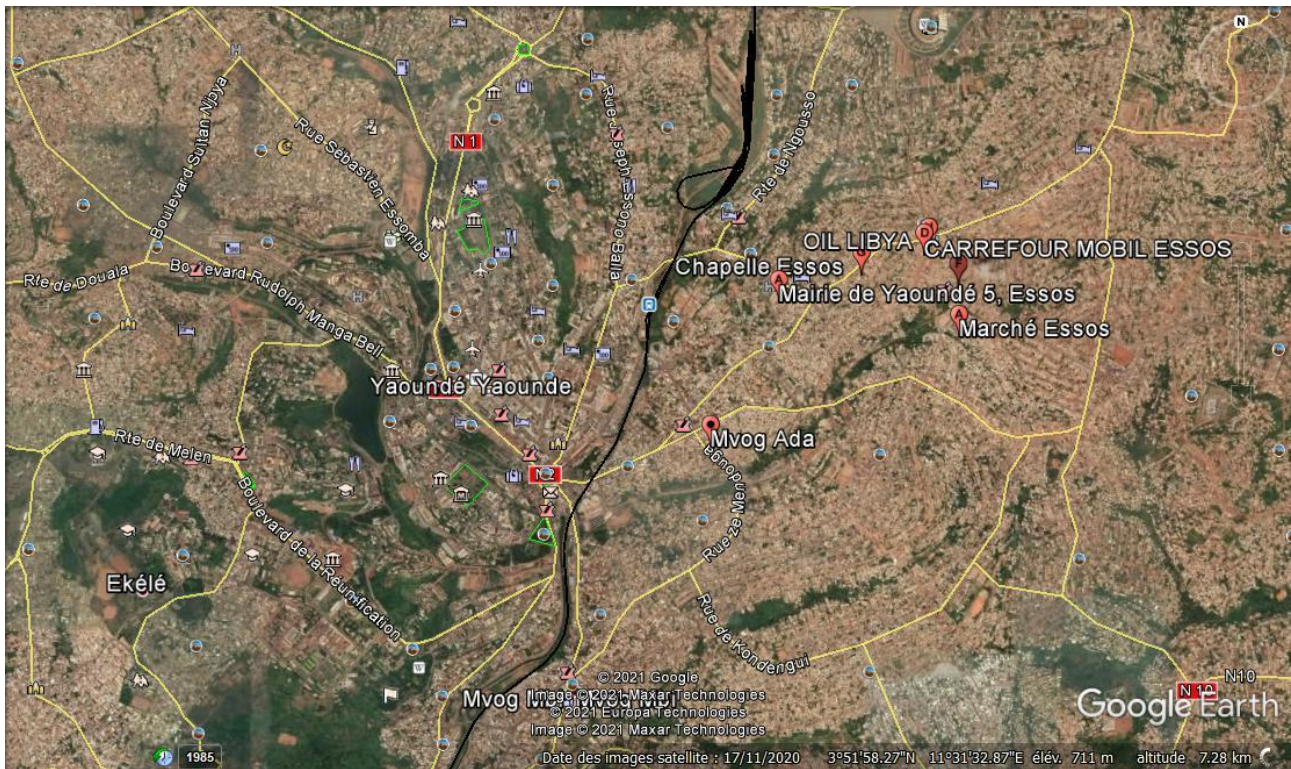 N
N 1
Boulevard Sultan Njoya
Rue Sébastien Essomba
Rue Joseph Essono Balla
Rte de Ngousso
OIL LIBYA
CARREFOUR MOBIL ESSOS
Chapelle Essos
Mairie de Yaoundé 5, Essos
Marché Essos
Rte de Douala
Boulevard Rudolph Manga Bell
Yaoundé Yaounde
Mvog Ada
Rte de Melen
N 2
Rue ze Mendouga
Boulevard de la Réunification
Ekélé
Rue de Kondengui
N 10
N10
© 2021 Google
Image © 2021 Maxar Technologies
© 2021 Europa Technologies
Image © 2021 Maxar Technologies
Google Earth
1985
Date des images satellite : 17/11/2020 3°51'58.27"N 11°31'32.87"E élév. 711 m altitude 7.28 km